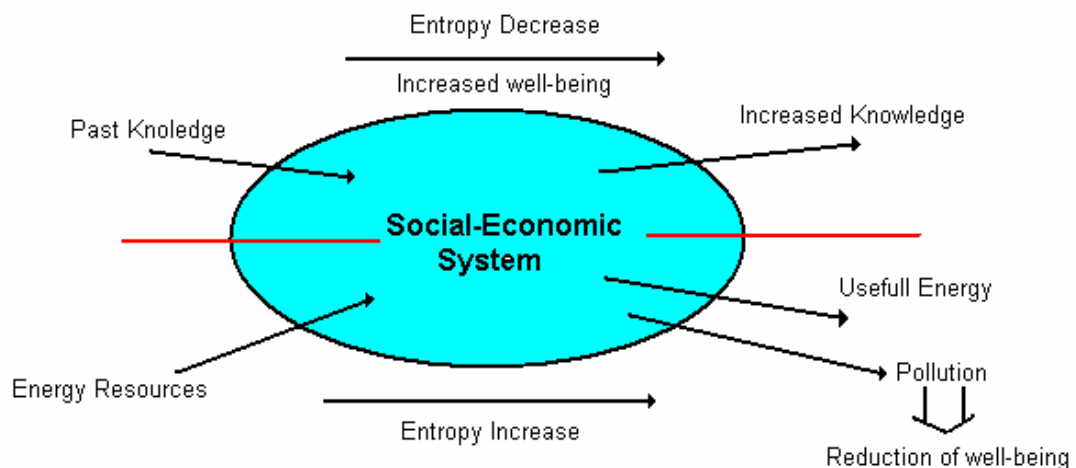 Entropy Decrease
Increased well-being
Past Knoledge
Increased Knowledge
Social-Economic
System
Usefull Energy
Energy Resources
Pollution
Entropy Increase
Reduction of well-being